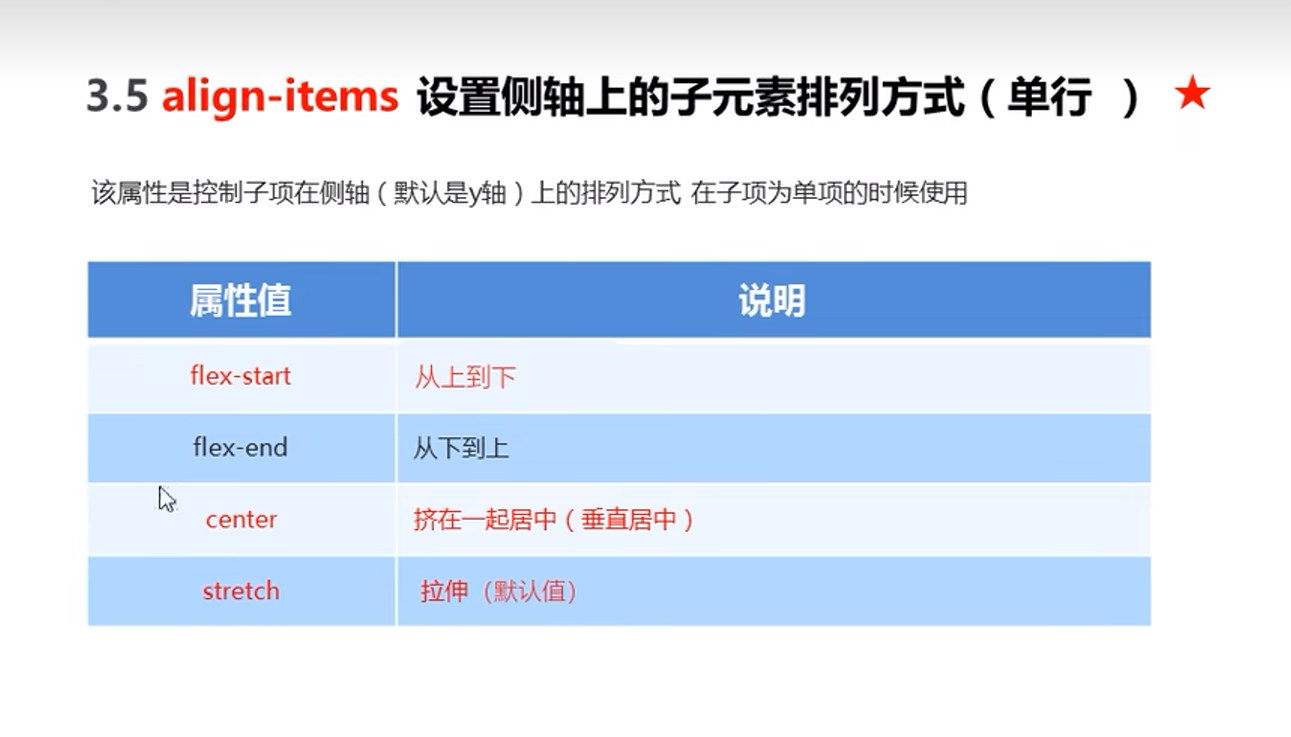 3.5 align-items 设置侧轴上的子元素排列方式（单行 ）
该属性是控制子项在侧轴（默认是y轴）上的排列方式 在子项为单项的时候使用
属性值 说明
flex-start 从上到下
flex-end 从下到上
center 挤在一起居中（垂直居中）
stretch 拉伸（默认值）